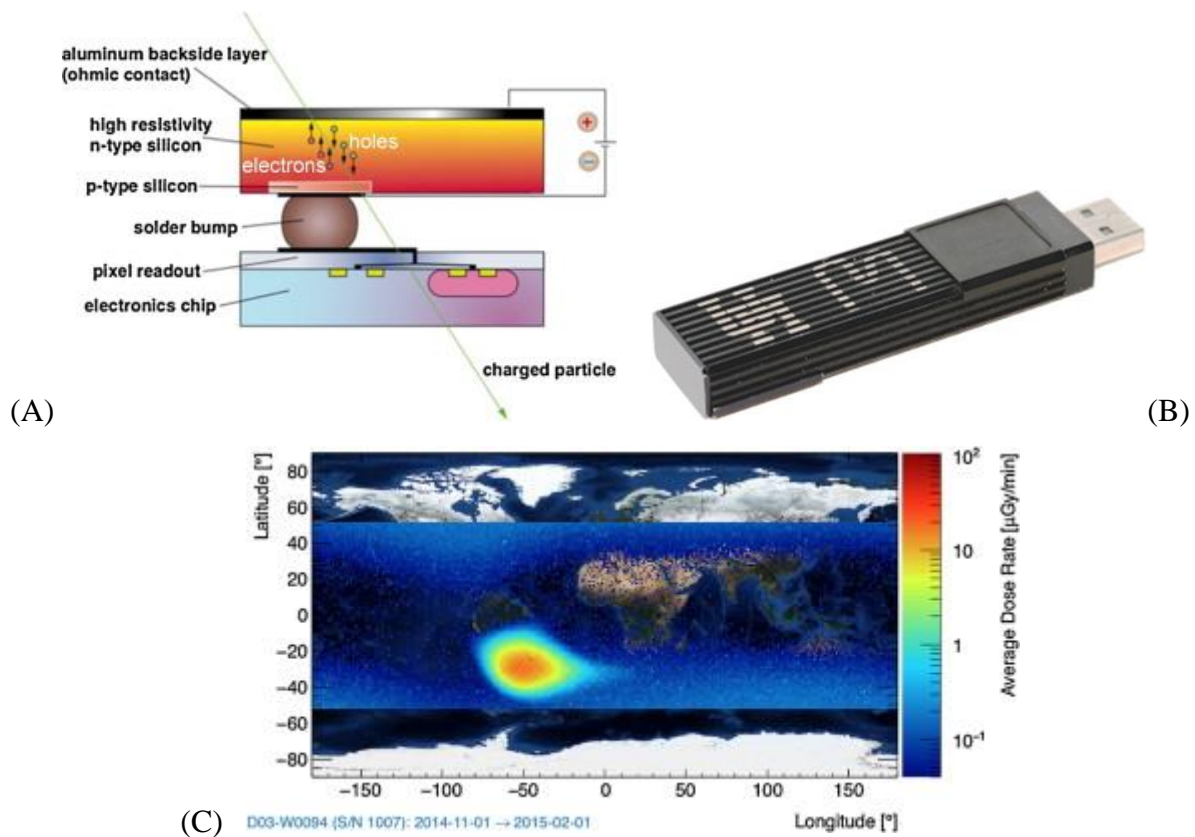 aluminum backside layer
(ohmic contact)
high resistivity
n-type silicon
holes
electrons
p-type silicon
solder bump
pixel readout
electronics chip
charged particle
+
−
(A)
(B)
Latitude [°]
80
60
40
20
0
−20
−40
−60
−80
−150 −100 −50 0 50 100 150
Longitude [°]
10²
10
1
10⁻¹
Average Dose Rate [µGy/min]
(C)
D03-W0094 (S/N 1007): 2014-11-01 → 2015-02-01